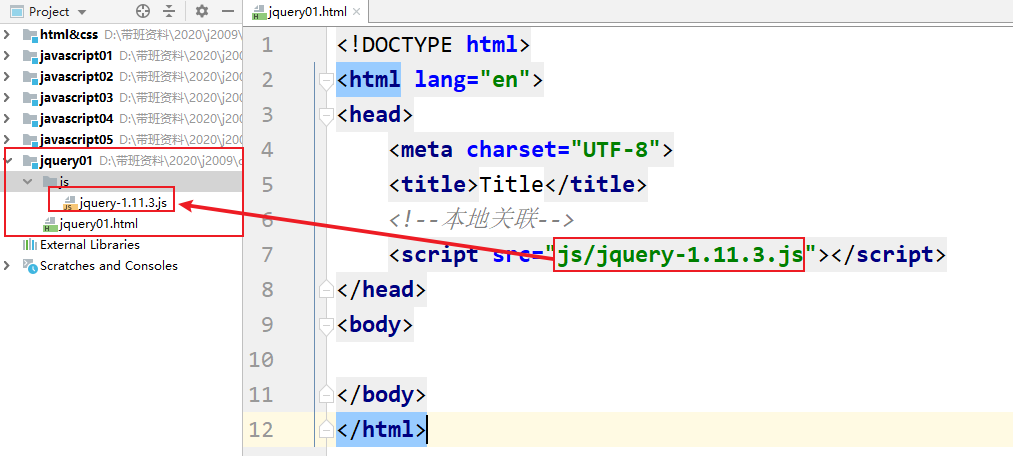 Project
html&css D:\带班资料\2020\j2009\
javascript01 D:\带班资料\2020\j200
javascript02 D:\带班资料\2020\j200
javascript03 D:\带班资料\2020\j200
javascript04 D:\带班资料\2020\j200
javascript05 D:\带班资料\2020\j200
jquery01 D:\带班资料\2020\j2009\
js
jquery-1.11.3.js
jquery01.html
External Libraries
Scratches and Consoles
jquery01.html
1 <!DOCTYPE html>
2 <html lang="en">
3 <head>
4 <meta charset="UTF-8">
5 <title>Title</title>
6 <!--本地关联-->
7 <script src="js/jquery-1.11.3.js"></script>
8 </head>
9 <body>
10
11 </body>
12 </html>